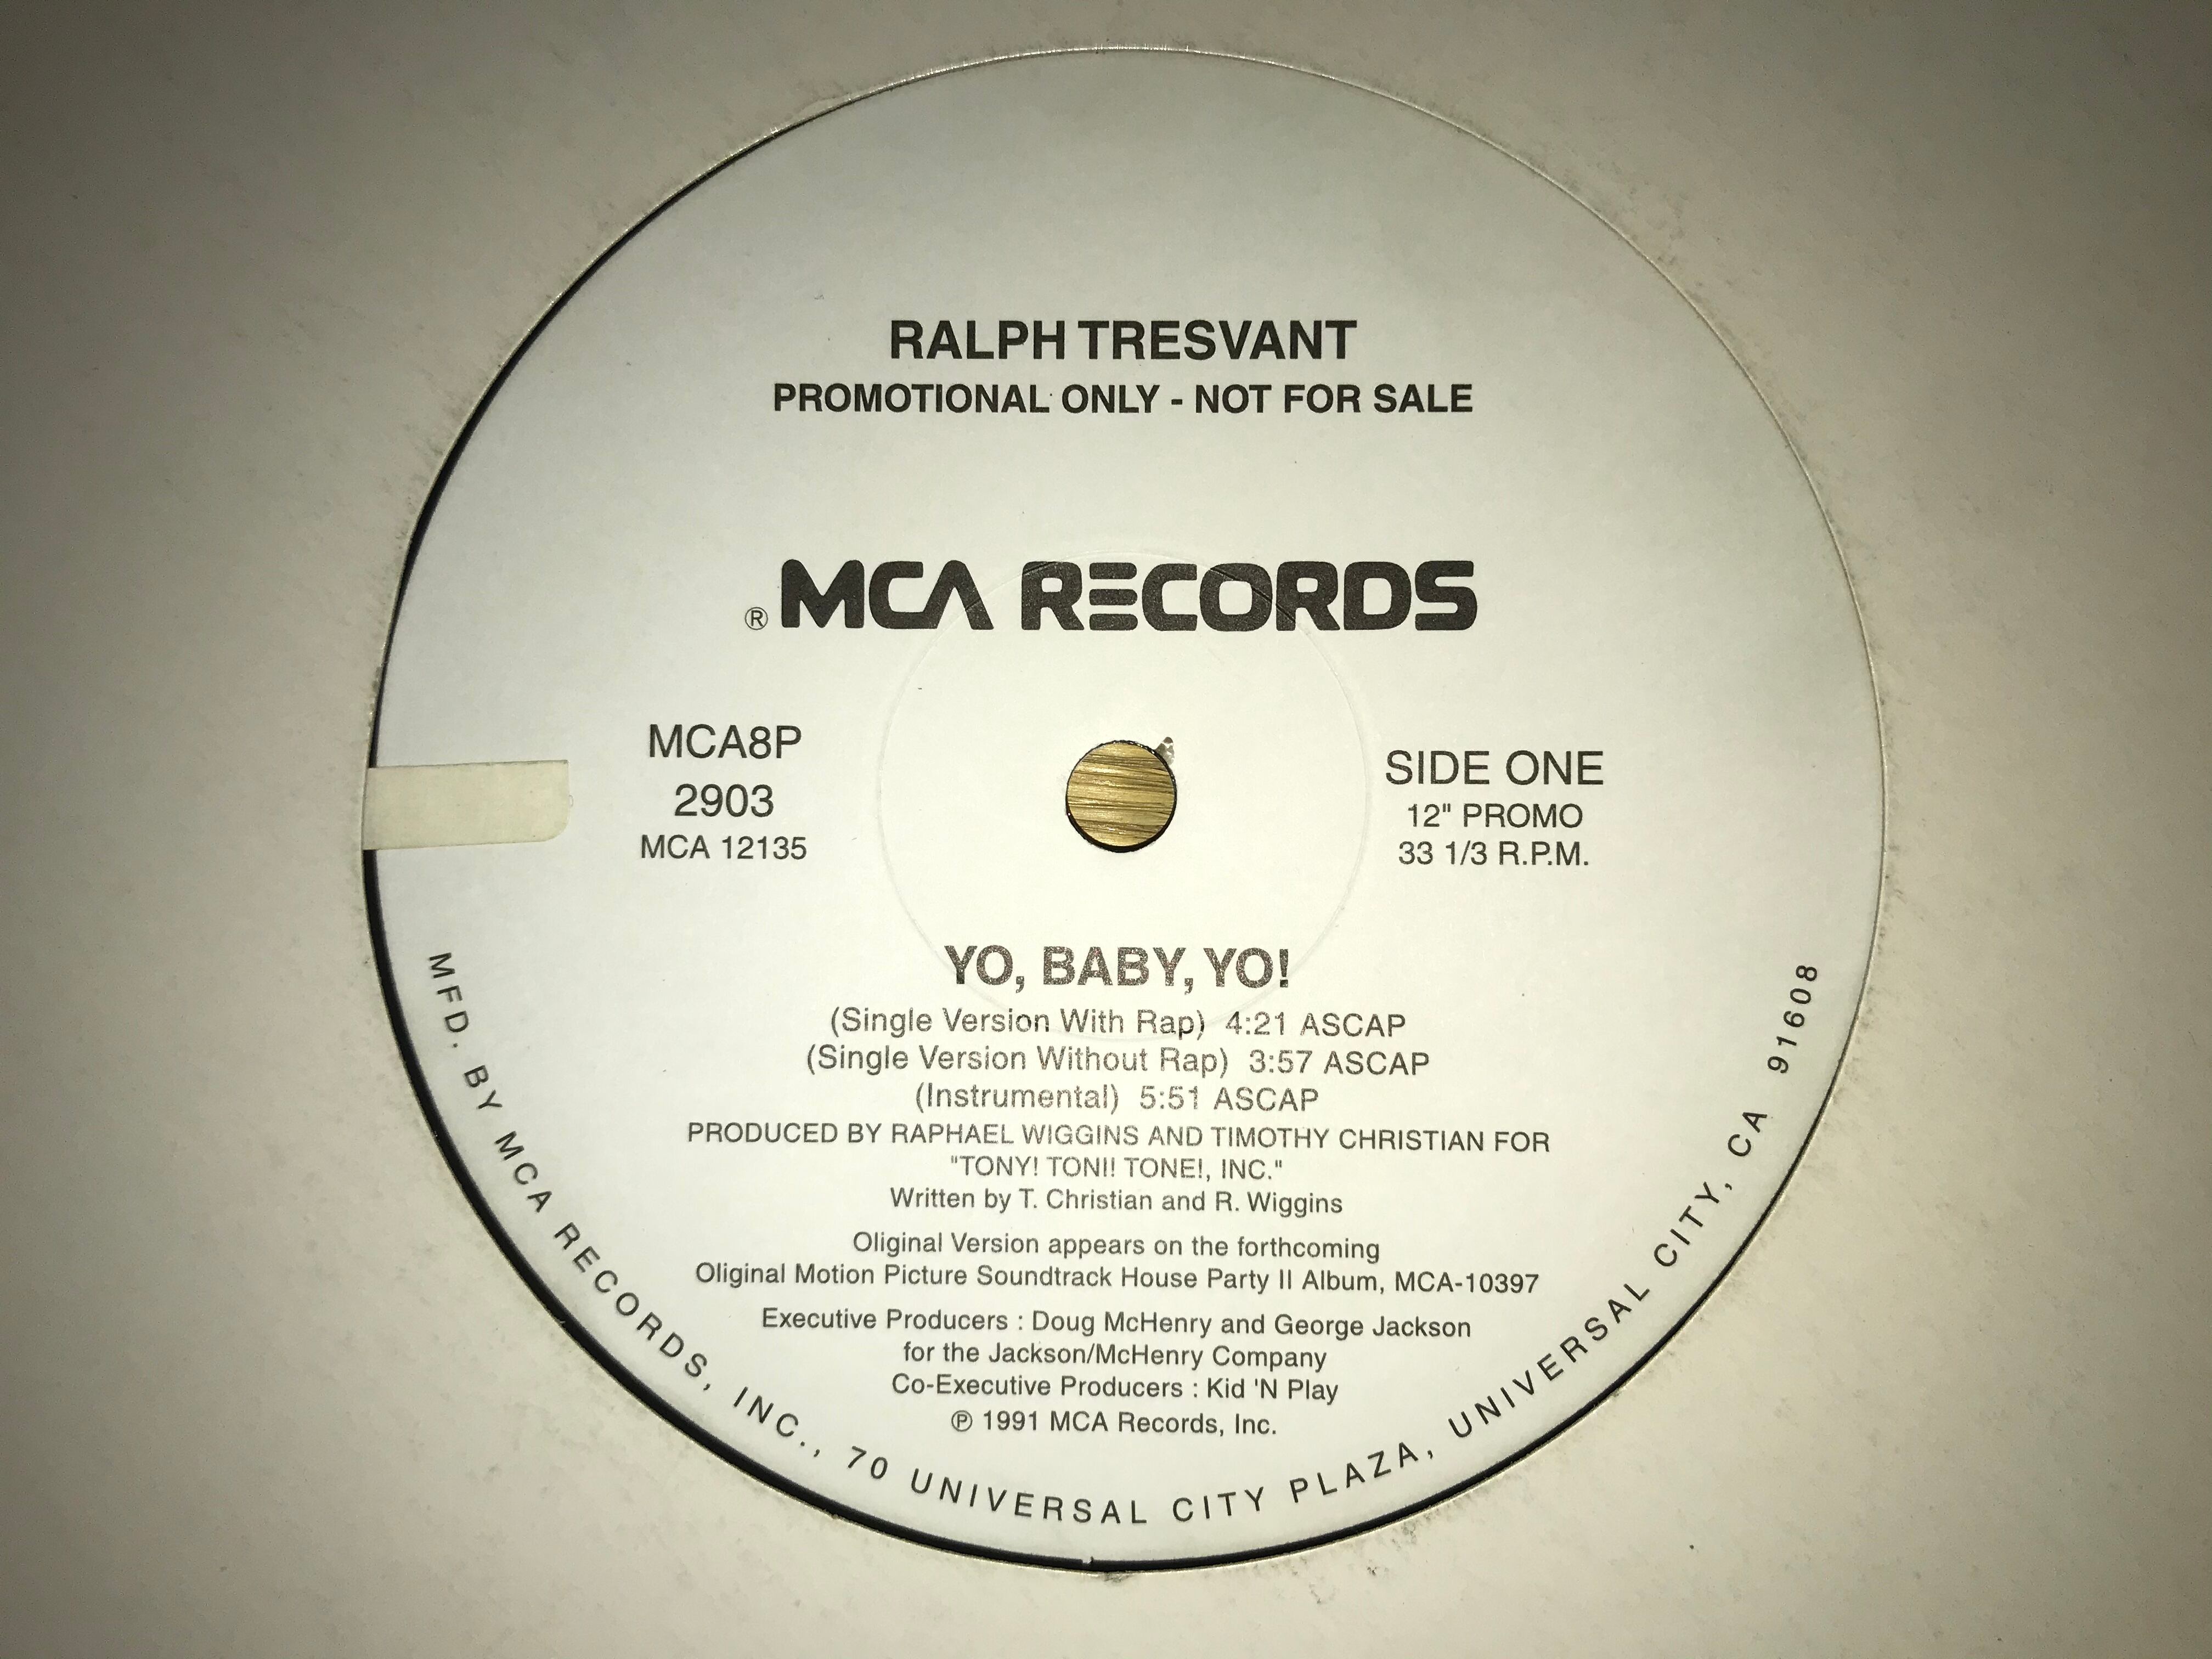 RALPH TRESVANT
PROMOTIONAL ONLY - NOT FOR SALE
® MCA RECORDS
MCA8P
2903
MCA 12135
SIDE ONE
12" PROMO
33 1/3 R.P.M.
YO, BABY, YO!
(Single Version With Rap) 4:21 ASCAP
(Single Version Without Rap) 3:57 ASCAP
(Instrumental) 5:51 ASCAP
PRODUCED BY RAPHAEL WIGGINS AND TIMOTHY CHRISTIAN FOR
"TONY! TONI!! TONE!, INC."
Written by T. Christian and R. Wiggins
Oliginal Version appears on the forthcoming
Oliginal Motion Picture Soundtrack House Party II Album, MCA-10397
Executive Producers : Doug McHenry and George Jackson
for the Jackson/McHenry Company
Co-Executive Producers : Kid 'N Play
℗ 1991 MCA Records, Inc.
MFD. BY MCA RECORDS, INC., 70 UNIVERSAL CITY PLAZA, UNIVERSAL CITY, CA 91608